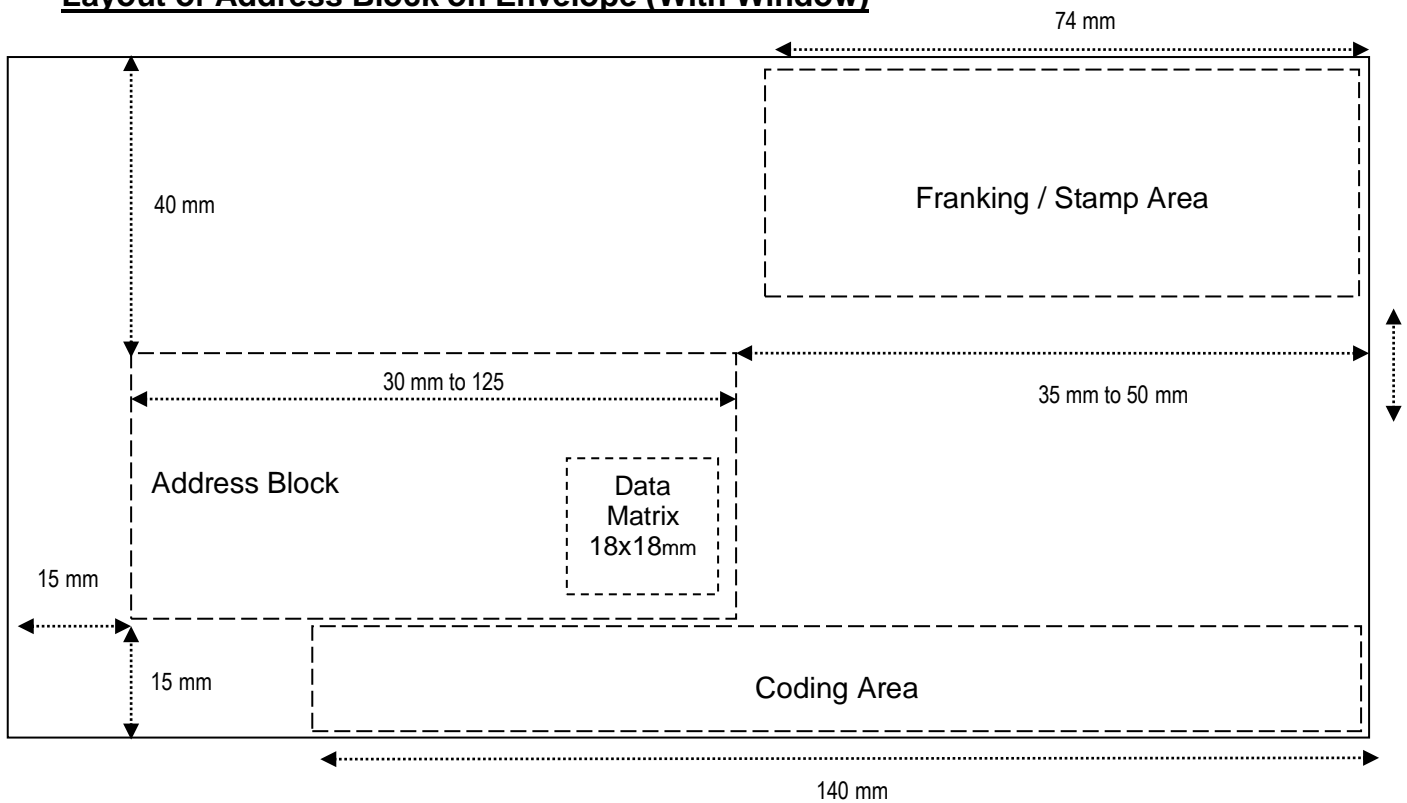 Layout of Address Block on Envelope (With Window)
74 mm
40 mm
Franking / Stamp Area
30 mm to 125
35 mm to 50 mm
Address Block
Data
Matrix
18x18mm
15 mm
15 mm
Coding Area
140 mm